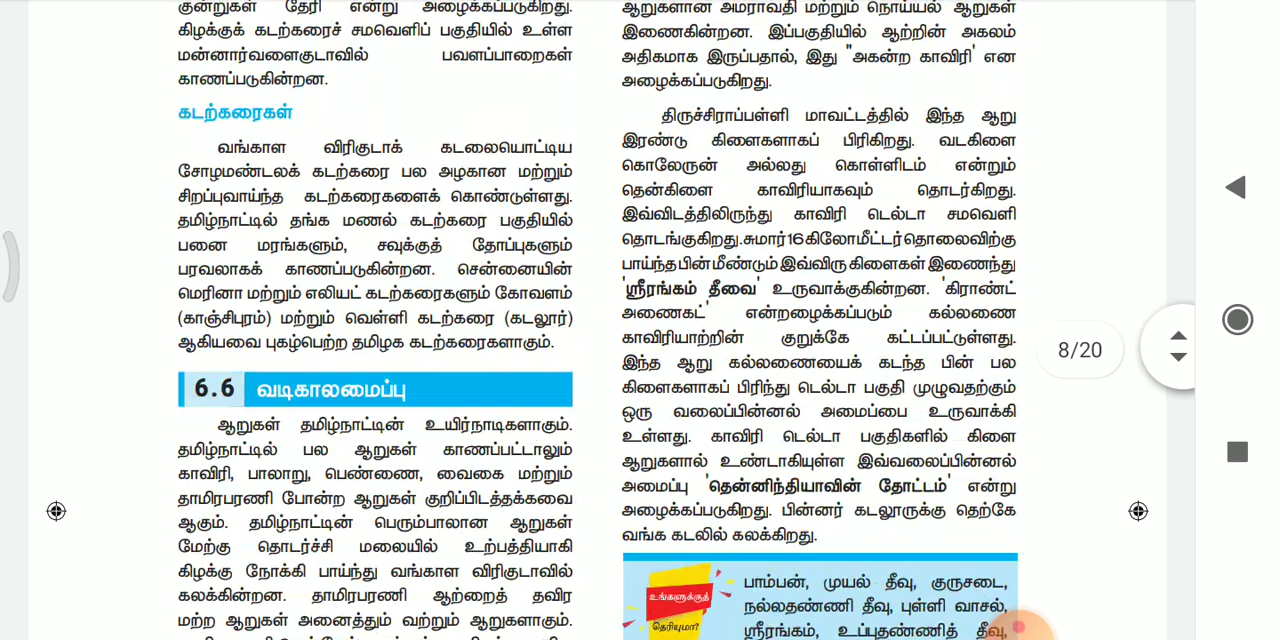 குன்றுகள் தேரி என்று அழைக்கப்படுகிறது.
கிழக்குக் கடற்கரைச் சமவெளிப் பகுதியில் உள்ள
மன்னார்வளைகுடாவில் பவளப்பாறைகள்
காணப்படுகின்றன.
கடற்கரைகள்
வங்காள விரிகுடாக் கடலையொட்டிய
சோழமண்டலக் கடற்கரை பல அழகான மற்றும்
சிறப்புவாய்ந்த கடற்கரைகளைக் கொண்டுள்ளது.
தமிழ்நாட்டில் தங்க மணல் கடற்கரை பகுதியில்
பனை மரங்களும், சவுக்குத் தோப்புகளும்
பரவலாகக் காணப்படுகின்றன. சென்னையின்
மெரினா மற்றும் எலியட் கடற்கரைகளும் கோவளம்
(காஞ்சிபுரம்) மற்றும் வெள்ளி கடற்கரை (கடலூர்)
ஆகியவை புகழ்பெற்ற தமிழக கடற்கரைகளாகும்.
6.6 வடிகாலமைப்பு
ஆறுகள் தமிழ்நாட்டின் உயிர்நாடிகளாகும்.
தமிழ்நாட்டில் பல ஆறுகள் காணப்பட்டாலும்
காவிரி, பாலாறு, பெண்ணை, வைகை மற்றும்
தாமிரபரணி போன்ற ஆறுகள் குறிப்பிடத்தக்கவை
ஆகும். தமிழ்நாட்டின் பெரும்பாலான ஆறுகள்
மேற்கு தொடர்ச்சி மலையில் உற்பத்தியாகி
கிழக்கு நோக்கி பாய்ந்து வங்காள விரிகுடாவில்
கலக்கின்றன. தாமிரபரணி ஆற்றைத் தவிர
மற்ற ஆறுகள் அனைத்தும் வற்றும் ஆறுகளாகும்.
ஆறுகளான அமராவதி மற்றும் நொய்யல் ஆறுகள்
இணைகின்றன. இப்பகுதியில் ஆற்றின் அகலம்
அதிகமாக இருப்பதால், இது "அகன்ற காவிரி' என
அழைக்கப்படுகிறது.
திருச்சிராப்பள்ளி மாவட்டத்தில் இந்த ஆறு
இரண்டு கிளைகளாகப் பிரிகிறது. வடகிளை
கொலேருன் அல்லது கொள்ளிடம் என்றும்
தென்கிளை காவிரியாகவும் தொடர்கிறது.
இவ்விடத்திலிருந்து காவிரி டெல்டா சமவெளி
தொடங்குகிறது.சுமார் 16 கிலோமீட்டர் தொலைவிற்கு
பாய்ந்த பின் மீண்டும் இவ்விரு கிளைகள் இணைந்து
'ஸ்ரீரங்கம் தீவை' உருவாக்குகின்றன. 'கிராண்ட்
அணைகட்' என்றழைக்கப்படும் கல்லணை
காவிரியாற்றின் குறுக்கே கட்டப்பட்டுள்ளது.
இந்த ஆறு கல்லணையைக் கடந்த பின் பல
கிளைகளாகப் பிரிந்து டெல்டா பகுதி முழுவதற்கும்
ஒரு வலைப்பின்னல் அமைப்பை உருவாக்கி
உள்ளது. காவிரி டெல்டா பகுதிகளில் கிளை
ஆறுகளால் உண்டாகியுள்ள இவ்வலைப்பின்னல்
அமைப்பு 'தென்னிந்தியாவின் தோட்டம்' என்று
அழைக்கப்படுகிறது. பின்னர் கடலூருக்கு தெற்கே
வங்க கடலில் கலக்கிறது.
உங்களுக்குத்
தெரியுமா?
பாம்பன், முயல் தீவு, குருசடை,
நல்லதண்ணி தீவு, புள்ளி வாசல்,
ஸ்ரீரங்கம், உப்புதண்ணித் தீவு,
8/20